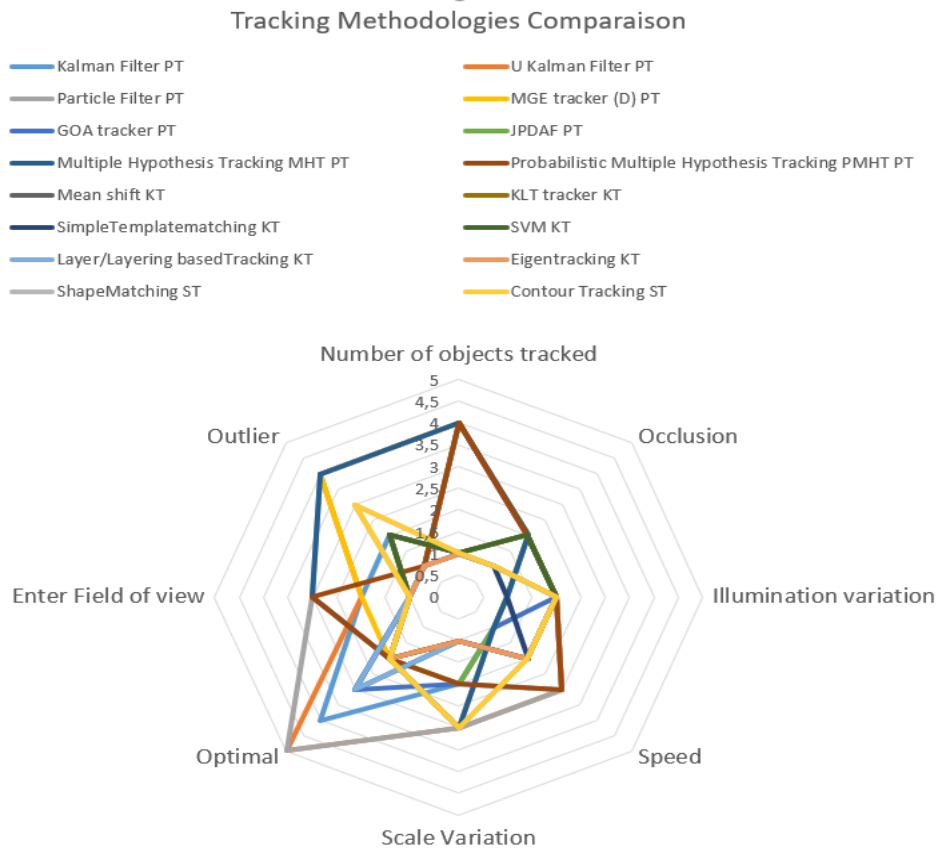 Tracking Methodologies Comparaison
Kalman Filter PT
U Kalman Filter PT
Particle Filter PT
MGE tracker (D) PT
GOA tracker PT
JPDAF PT
Multiple Hypothesis Tracking MHT PT
Probabilistic Multiple Hypothesis Tracking PMHT PT
Mean shift KT
KLT tracker KT
SimpleTemplatematching KT
SVM KT
Layer/Layering basedTracking KT
Eigentracking KT
ShapeMatching ST
Contour Tracking ST
Number of objects tracked
5
4,5
4
3,5
3
2,5
2
1,5
1
0,5
0
Outlier
Occlusion
Enter Field of view
Illumination variation
Optimal
Speed
Scale Variation